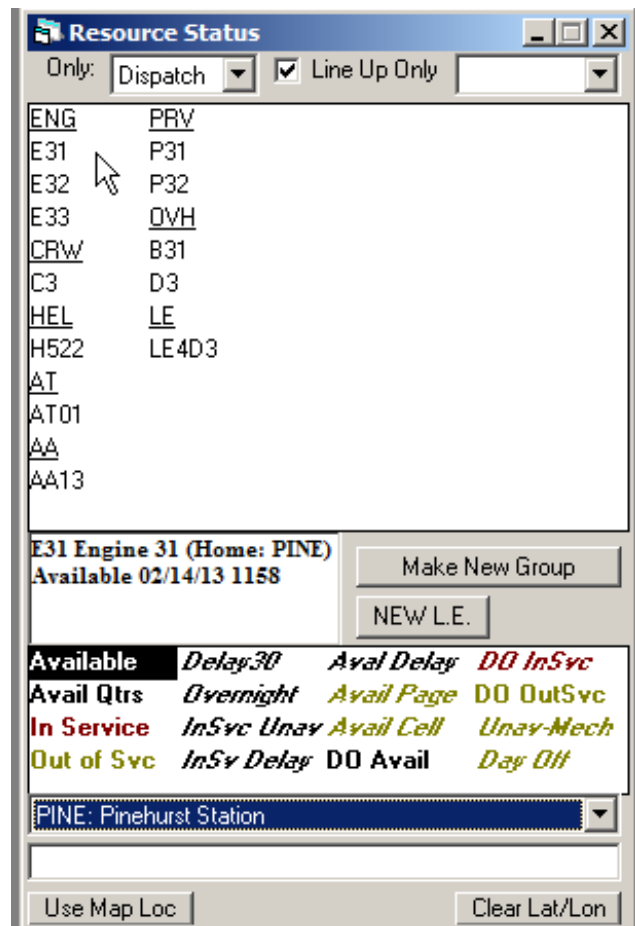 Resource Status
Only: Dispatch Line Up Only
ENG PRV
E31 P31
E32 P32
E33 OVH
CRW B31
C3 D3
HEL LE
H522 LE4D3
AT
AT01
AA
AA13
E31 Engine 31 (Home: PINE)
Available 02/14/13 1158
Make New Group
NEW L.E.
Available Delay30 Aval Delay DO InSvc
Avail Qtrs Overnight Avail Page DO OutSvc
In Service InSvc Unav Avail Cell Unav-Mech
Out of Svc InSv Delay DO Avail Day Off
PINE: Pinehurst Station
Use Map Loc Clear Lat/Lon